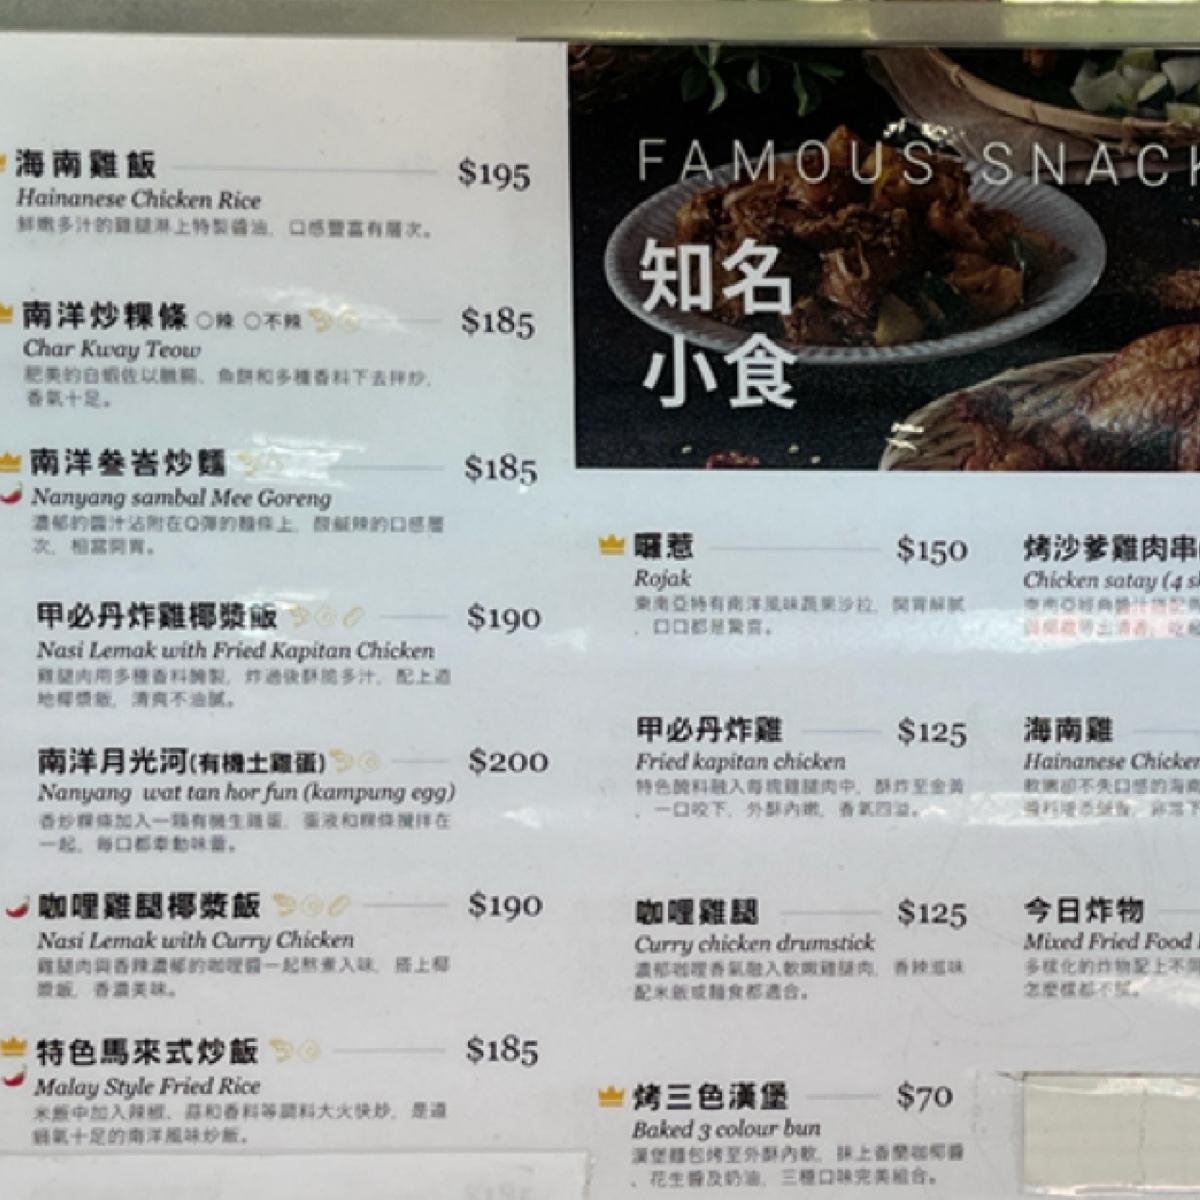 海南雞飯 $195
Hainanese Chicken Rice
鮮嫩多汁的雞腿淋上特製醬油，口感豐富有層次。
南洋炒粿條 ○辣 ○不辣 $185
Char Kway Teow
肥美的白蝦佐以臘腸、魚餅和多種香料下去拌炒，
香氣十足。
南洋叄峇炒麵 $185
Nanyang sambal Mee Goreng
濃郁的醬汁沾附在Q彈的麵條上，酸鹹辣的口感層
次，相當開胃。
甲必丹炸雞椰漿飯 $190
Nasi Lemak with Fried Kapitan Chicken
雞腿肉用多種香料醃製，炸過後酥脆多汁，配上道
地椰漿飯，清爽不油膩。
南洋月光河(有機土雞蛋) $200
Nanyang wat tan hor fun (kampung egg)
香炒粿條加入一顆有機生雞蛋，蛋液和粿條攪拌在
一起，每口都牽動味蕾。
咖哩雞腿椰漿飯 $190
Nasi Lemak with Curry Chicken
雞腿肉與香辣濃郁的咖哩醬一起熬煮入味，搭上椰
漿飯，香濃美味。
特色馬來式炒飯 $185
Malay Style Fried Rice
米飯中加入辣椒、蒜和香料等調料大火快炒，是道
鍋氣十足的南洋風味炒飯。
FAMOUS SNACK
知名
小食
囉惹 $150
Rojak
東南亞特有南洋風味蔬果沙拉，開胃解膩
，口口都是驚喜。
甲必丹炸雞 $125
Fried kapitan chicken
特色醃料融入每塊雞腿肉中，酥炸至金黃
，一口咬下，外酥內嫩，香氣四溢。
咖哩雞腿 $125
Curry chicken drumstick
濃郁咖哩香氣融入軟嫩雞腿肉，香辣滋味
配米飯或麵食都適合。
烤三色漢堡 $70
Baked 3 colour bun
漢堡麵包烤至外酥內軟，抹上香蘭咖椰醬
、花生醬及奶油，三種口味完美組合。
烤沙爹雞肉串
Chicken satay (4
東南亞經典
海南雞
Hainanese Chicken
軟嫩卻不失口感的海南
今日炸物
Mixed Fried Food
多樣化的炸物配上不同
怎麼樣都不膩。